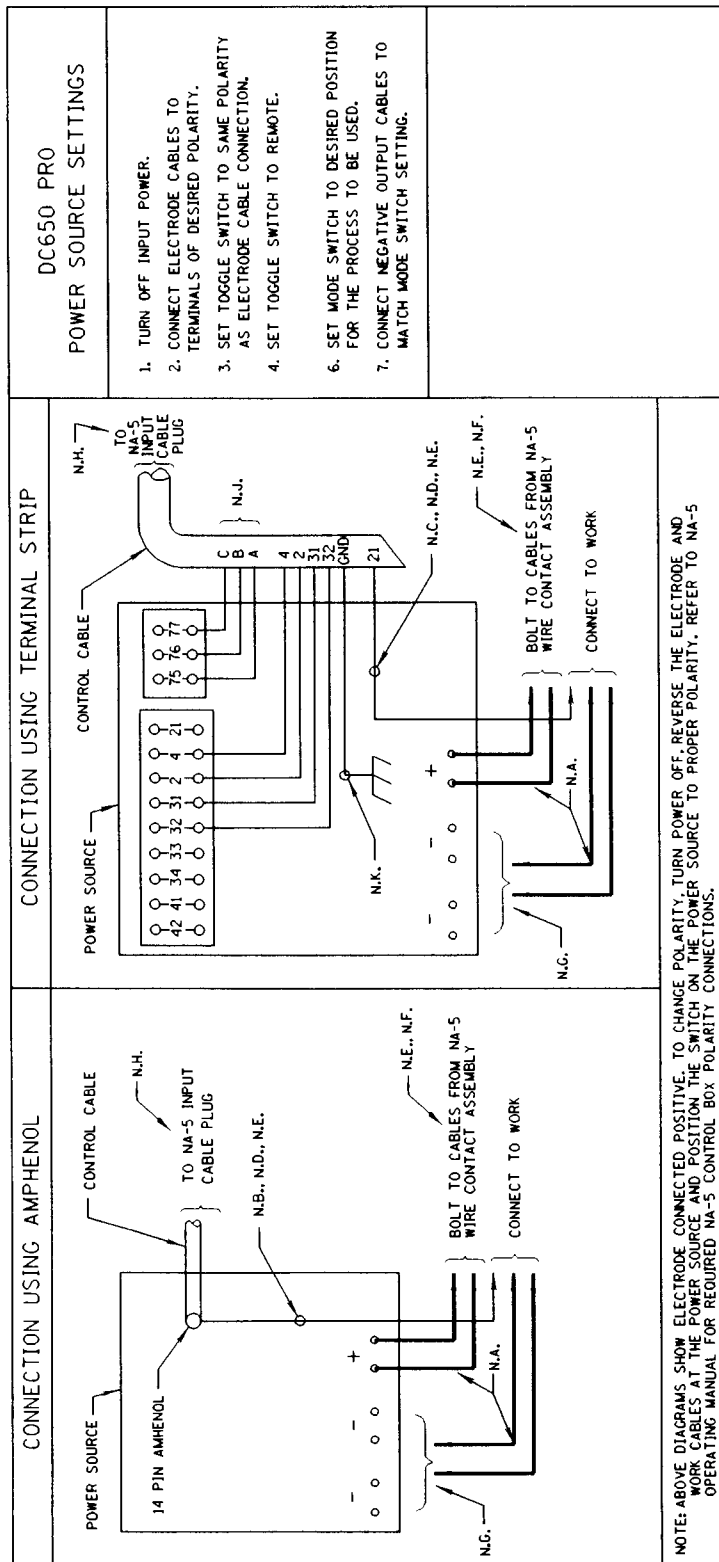 CONNECTION USING AMPHENOL
POWER SOURCE
CONTROL CABLE
14 PIN AMHENOL
N.H.
TO NA-5 INPUT
CABLE PLUG
N.B., N.D., N.E.
-
-
+
N.G.
N.A.
N.E., N.F.
BOLT TO CABLES FROM NA-5
WIRE CONTACT ASSEMBLY
CONNECT TO WORK
CONNECTION USING TERMINAL STRIP
POWER SOURCE
CONTROL CABLE
N.H.
TO
NA-5
INPUT
CABLE
PLUG
42 41 34 33 32 31 2 4 21
75 76 77
C
B
A
N.J.
4
2
31
32
GND
21
N.K.
N.C., N.D., N.E.
-
-
+
N.G.
N.A.
N.E., N.F.
BOLT TO CABLES FROM NA-5
WIRE CONTACT ASSEMBLY
CONNECT TO WORK
DC650 PRO
POWER SOURCE SETTINGS
1. TURN OFF INPUT POWER.
2. CONNECT ELECTRODE CABLES TO
TERMINALS OF DESIRED POLARITY.
3. SET TOGGLE SWITCH TO SAME POLARITY
AS ELECTRODE CABLE CONNECTION.
4. SET TOGGLE SWITCH TO REMOTE.
6. SET MODE SWITCH TO DESIRED POSITION
FOR THE PROCESS TO BE USED.
7. CONNECT NEGATIVE OUTPUT CABLES TO
MATCH MODE SWITCH SETTING.
NOTE: ABOVE DIAGRAMS SHOW ELECTRODE CONNECTED POSITIVE. TO CHANGE POLARITY, TURN POWER OFF, REVERSE THE ELECTRODE AND
WORK CABLES AT THE POWER SOURCE AND POSITION THE SWITCH ON THE POWER SOURCE TO PROPER POLARITY. REFER TO NA-5
OPERATING MANUAL FOR REQUIRED NA-5 CONTROL BOX POLARITY CONNECTIONS.